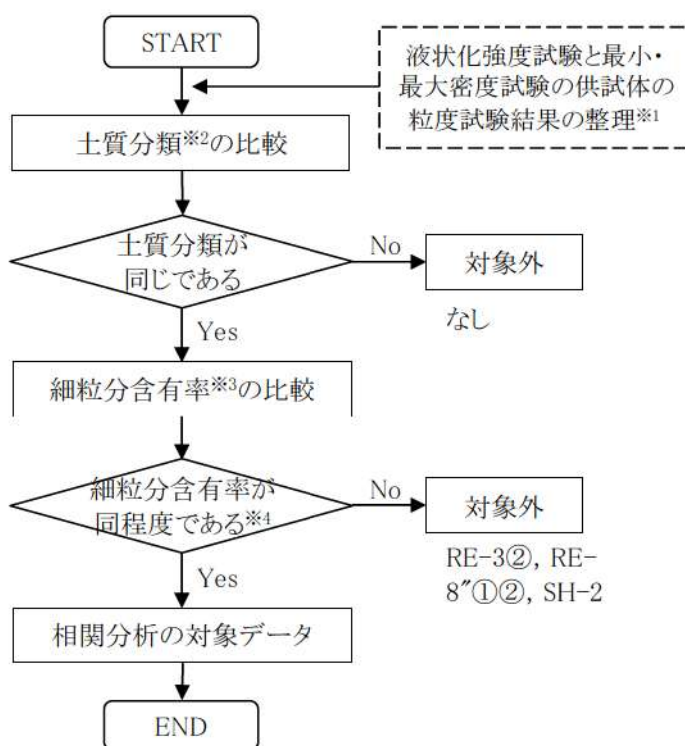 START
液状化強度試験と最小・
最大密度試験の供試体の
粒度試験結果の整理※1
土質分類※2の比較
土質分類が
同じである
No
対象外
なし
Yes
細粒分含有率※3の比較
細粒分含有率が
同程度である※4
No
対象外
RE-3②, RE-
8″①②, SH-2
Yes
相関分析の対象データ
END